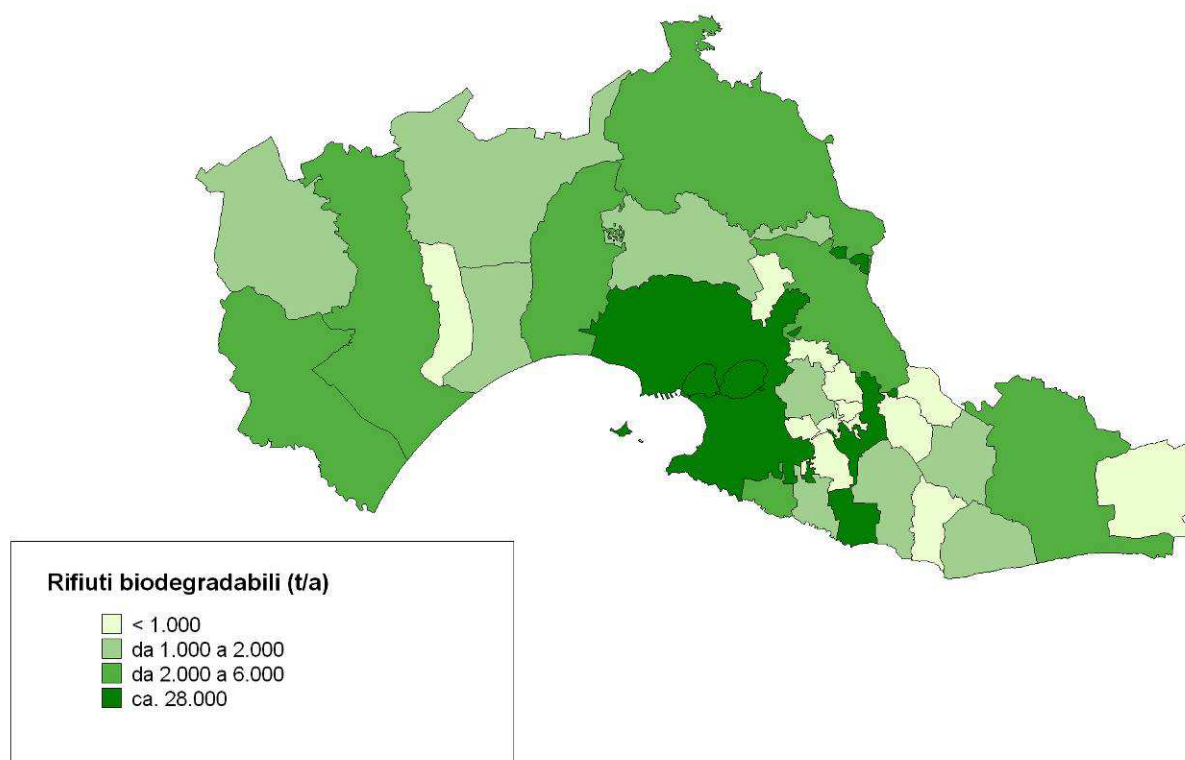 Rifiuti biodegradabili (t/a)
< 1.000
da 1.000 a 2.000
da 2.000 a 6.000
ca. 28.000